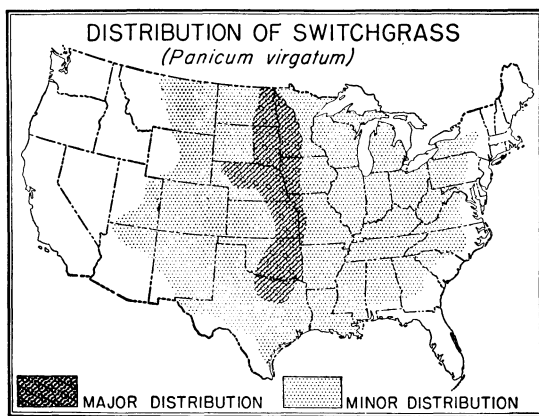 DISTRIBUTION OF SWITCHGRASS
(Panicum virgatum)
MAJOR DISTRIBUTION
MINOR DISTRIBUTION